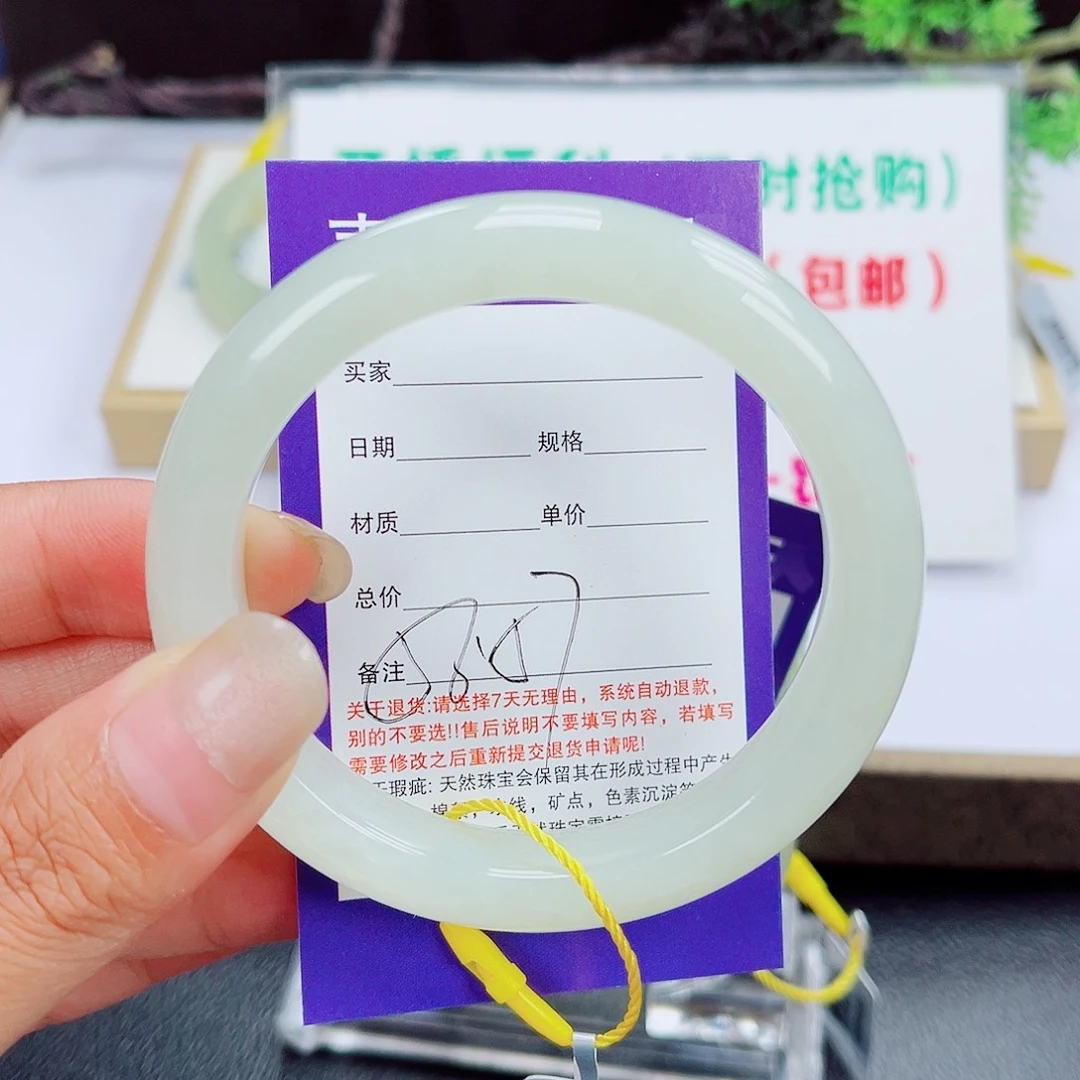 时抢购）
（包邮）
买家
日期 规格
材质 单价
总价
备注
关于退货:请选择7天无理由，系统自动退款，
别的不要选!!售后说明不要填写内容，若填写
需要修改之后重新提交退货申请呢!
瑕疵: 天然珠宝会保留其在形成过程中产生
线，矿点，色素沉淀